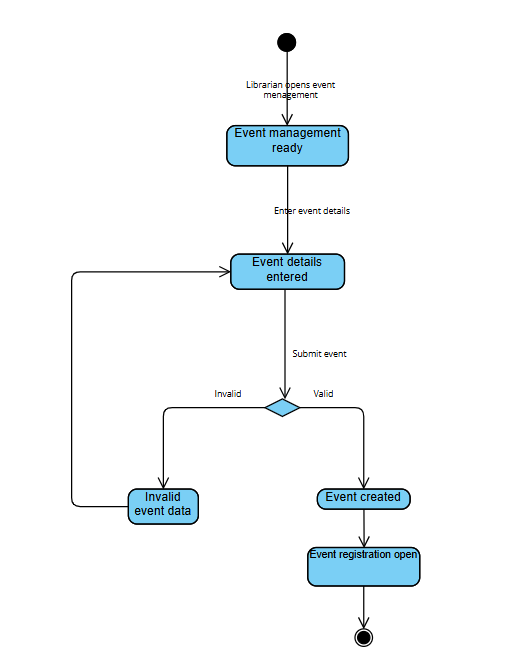 Librarian opens event
menagement
Event management
ready
Enter event details
Event details
entered
Submit event
Invalid
Valid
Invalid
event data
Event created
Event registration open